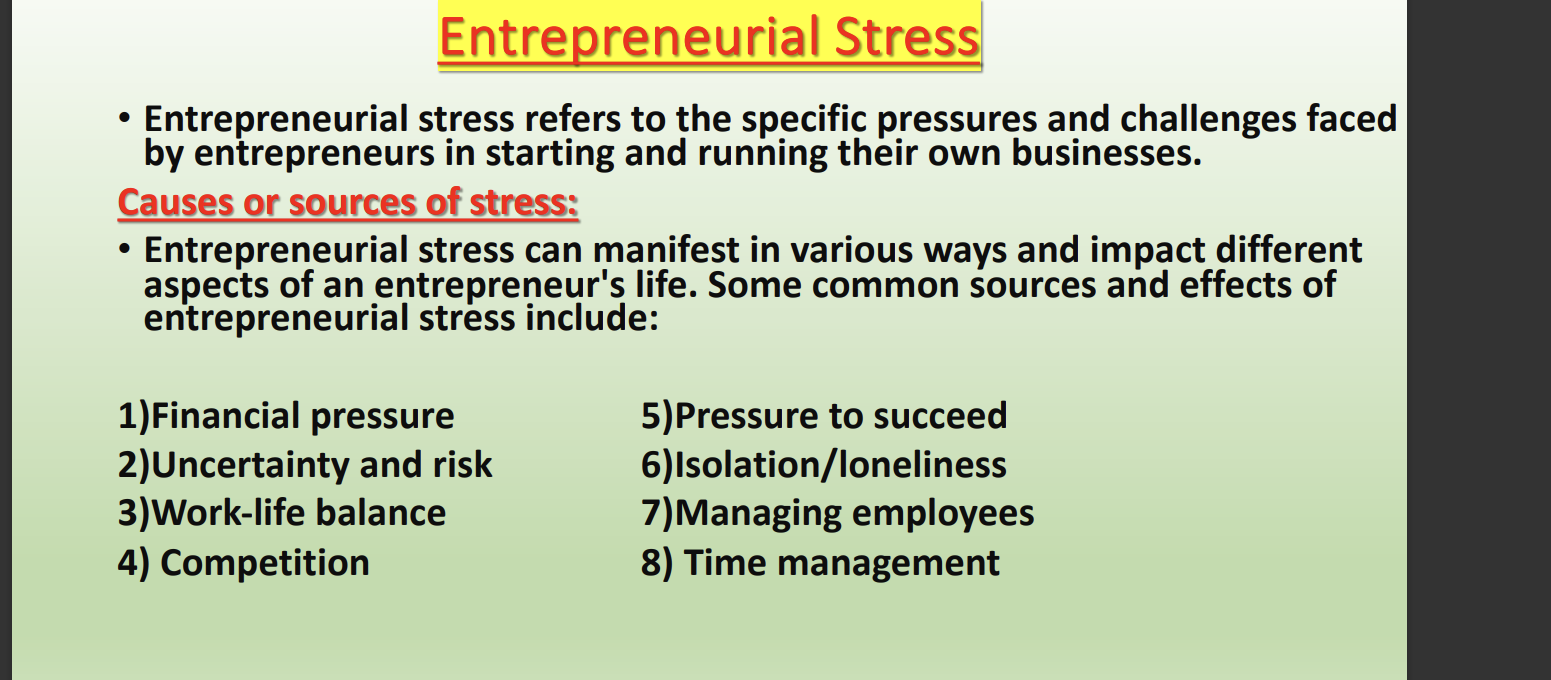 Entrepreneurial Stress
• Entrepreneurial stress refers to the specific pressures and challenges faced
by entrepreneurs in starting and running their own businesses.
Causes or sources of stress:
• Entrepreneurial stress can manifest in various ways and impact different
aspects of an entrepreneur's life. Some common sources and effects of
entrepreneurial stress include:
1)Financial pressure
2)Uncertainty and risk
3)Work-life balance
4) Competition
5)Pressure to succeed
6)Isolation/loneliness
7)Managing employees
8) Time management